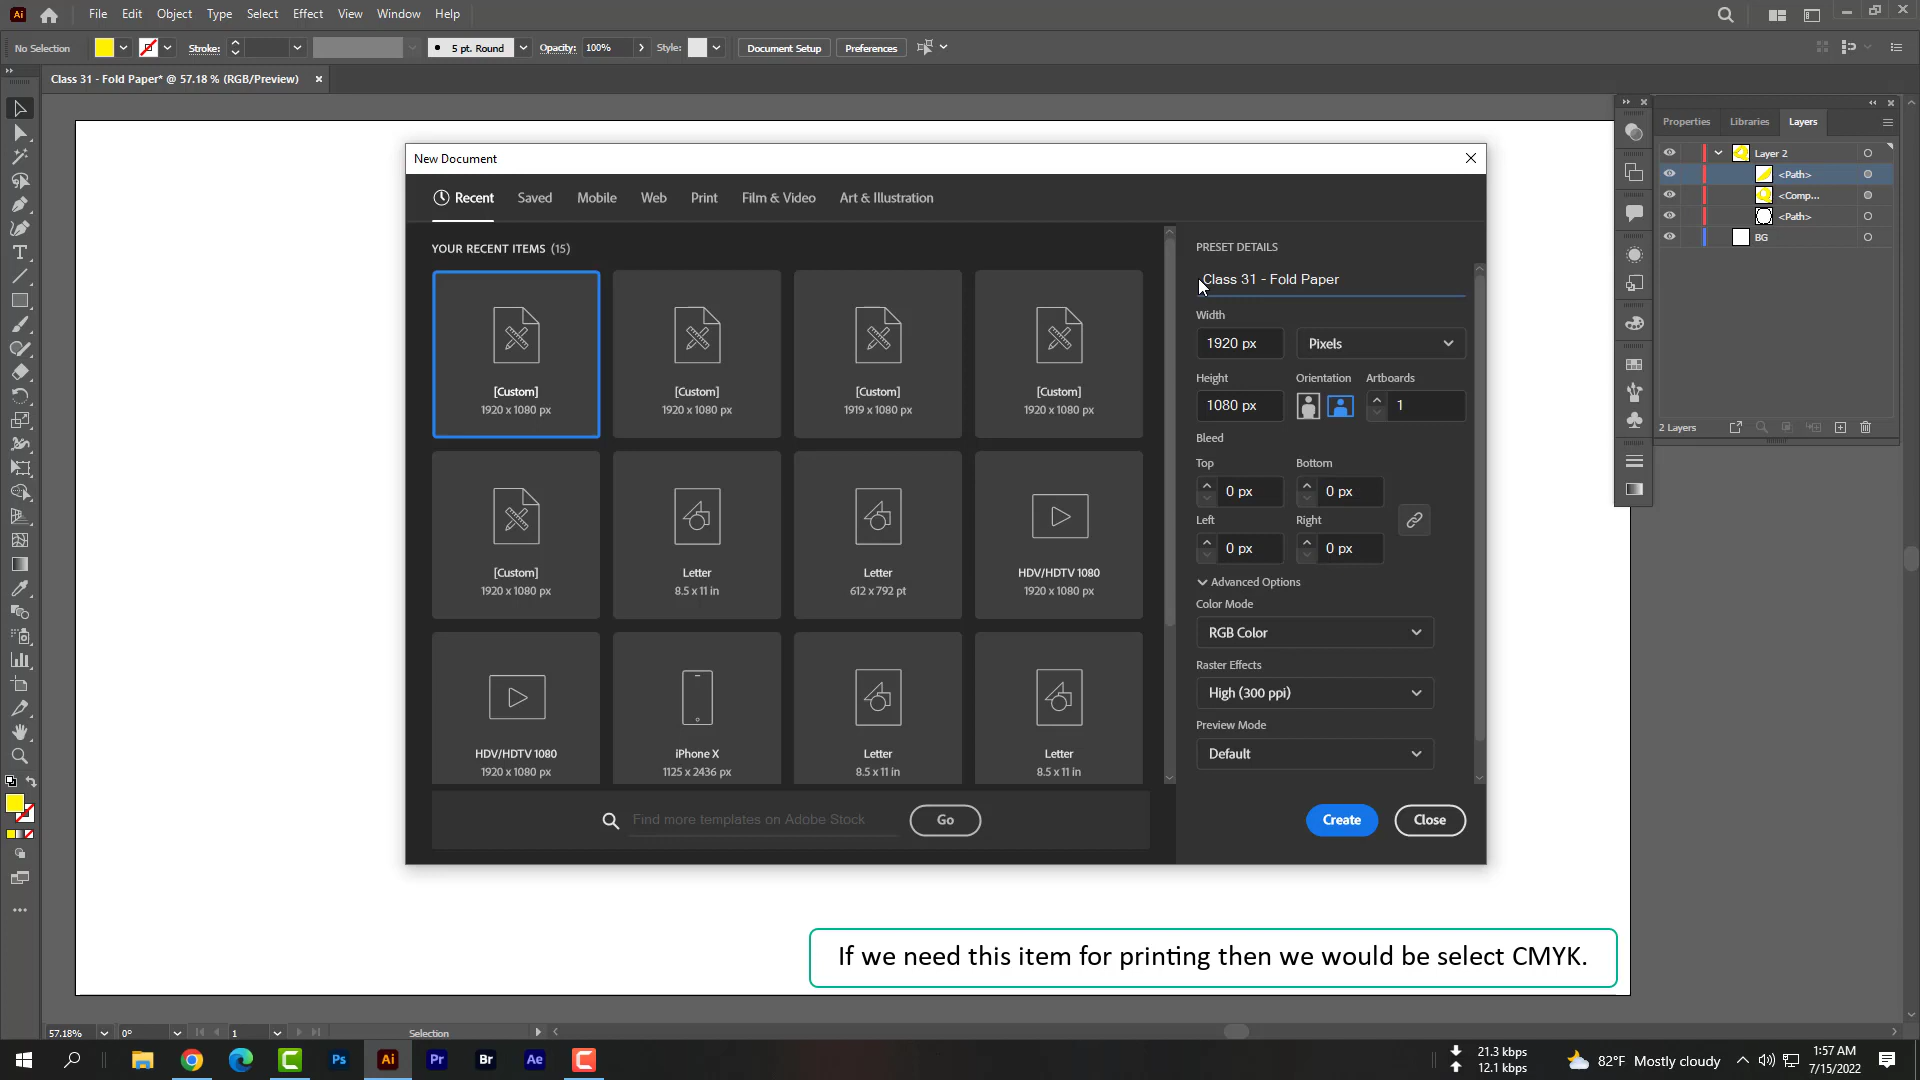 Ai File Edit Object Type Select Effect View Window Help
No Selection Stroke: 5 pt. Round Opacity: 100% Style: Document Setup Preferences
Class 31 - Fold Paper* @ 57.18 % (RGB/Preview)
Properties Libraries Layers
Layer 2
<Path>
<Comp...
<Path>
BG
2 Layers
New Document
Recent Saved Mobile Web Print Film & Video Art & Illustration
YOUR RECENT ITEMS (15)
[Custom] [Custom] [Custom] [Custom]
1920 x 1080 px 1920 x 1080 px 1919 x 1080 px 1920 x 1080 px
[Custom] Letter Letter HDV/HDTV 1080
1920 x 1080 px 8.5 x 11 in 612 x 792 pt 1920 x 1080 px
HDV/HDTV 1080 iPhone X Letter Letter
1920 x 1080 px 1125 x 2436 px 8.5 x 11 in 8.5 x 11 in
Find more templates on Adobe Stock Go
PRESET DETAILS
Class 31 - Fold Paper
Width
1920 px Pixels
Height Orientation Artboards
1080 px 1
Bleed
Top Bottom
0 px 0 px
Left Right
0 px 0 px
Advanced Options
Color Mode
RGB Color
Raster Effects
High (300 ppi)
Preview Mode
Default
Create Close
If we need this item for printing then we would be select CMYK.
57.18% 0° 1 Selection
Ps Ai Pr Br Ae
21.3 kbps
12.1 kbps
82°F Mostly cloudy
1:57 AM
7/15/2022